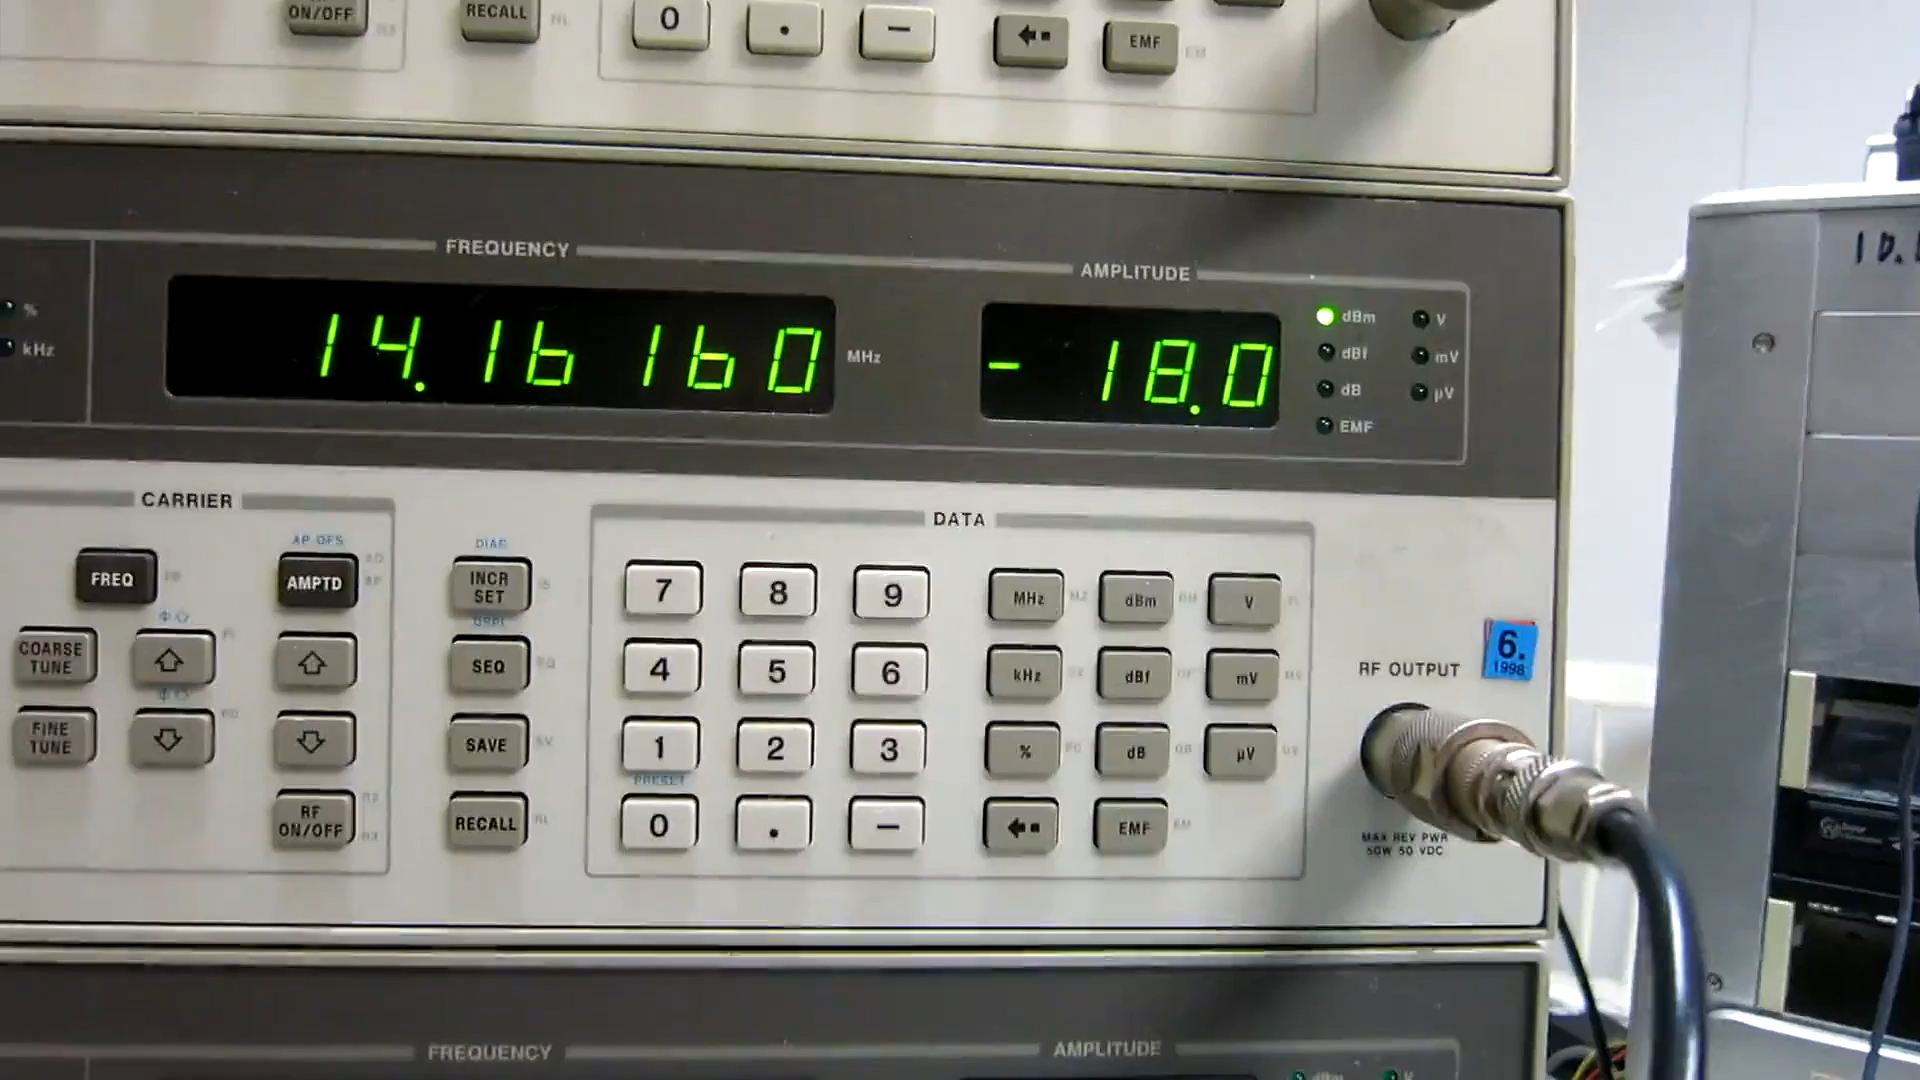 ON/OFF
RECALL
0 . −
EMF
FREQUENCY
AMPLITUDE
%
kHz
14.16 160 MHz
- 18.0
dBm V
dBf mV
dB µV
EMF
CARRIER
DATA
AP OFS
DIAG
FREQ
AMPTD
INCR
SET
7 8 9
MHz dBm V
COARSE
TUNE
SEQ
4 5 6
kHz dBf mV
RF OUTPUT
6.
1998
FINE
TUNE
SAVE
1 2 3
% dB µV
PRESET
RF
ON/OFF
RECALL
0 . −
EMF
MAX REV PWR
50W 50 VDC
FREQUENCY
AMPLITUDE
dBm V